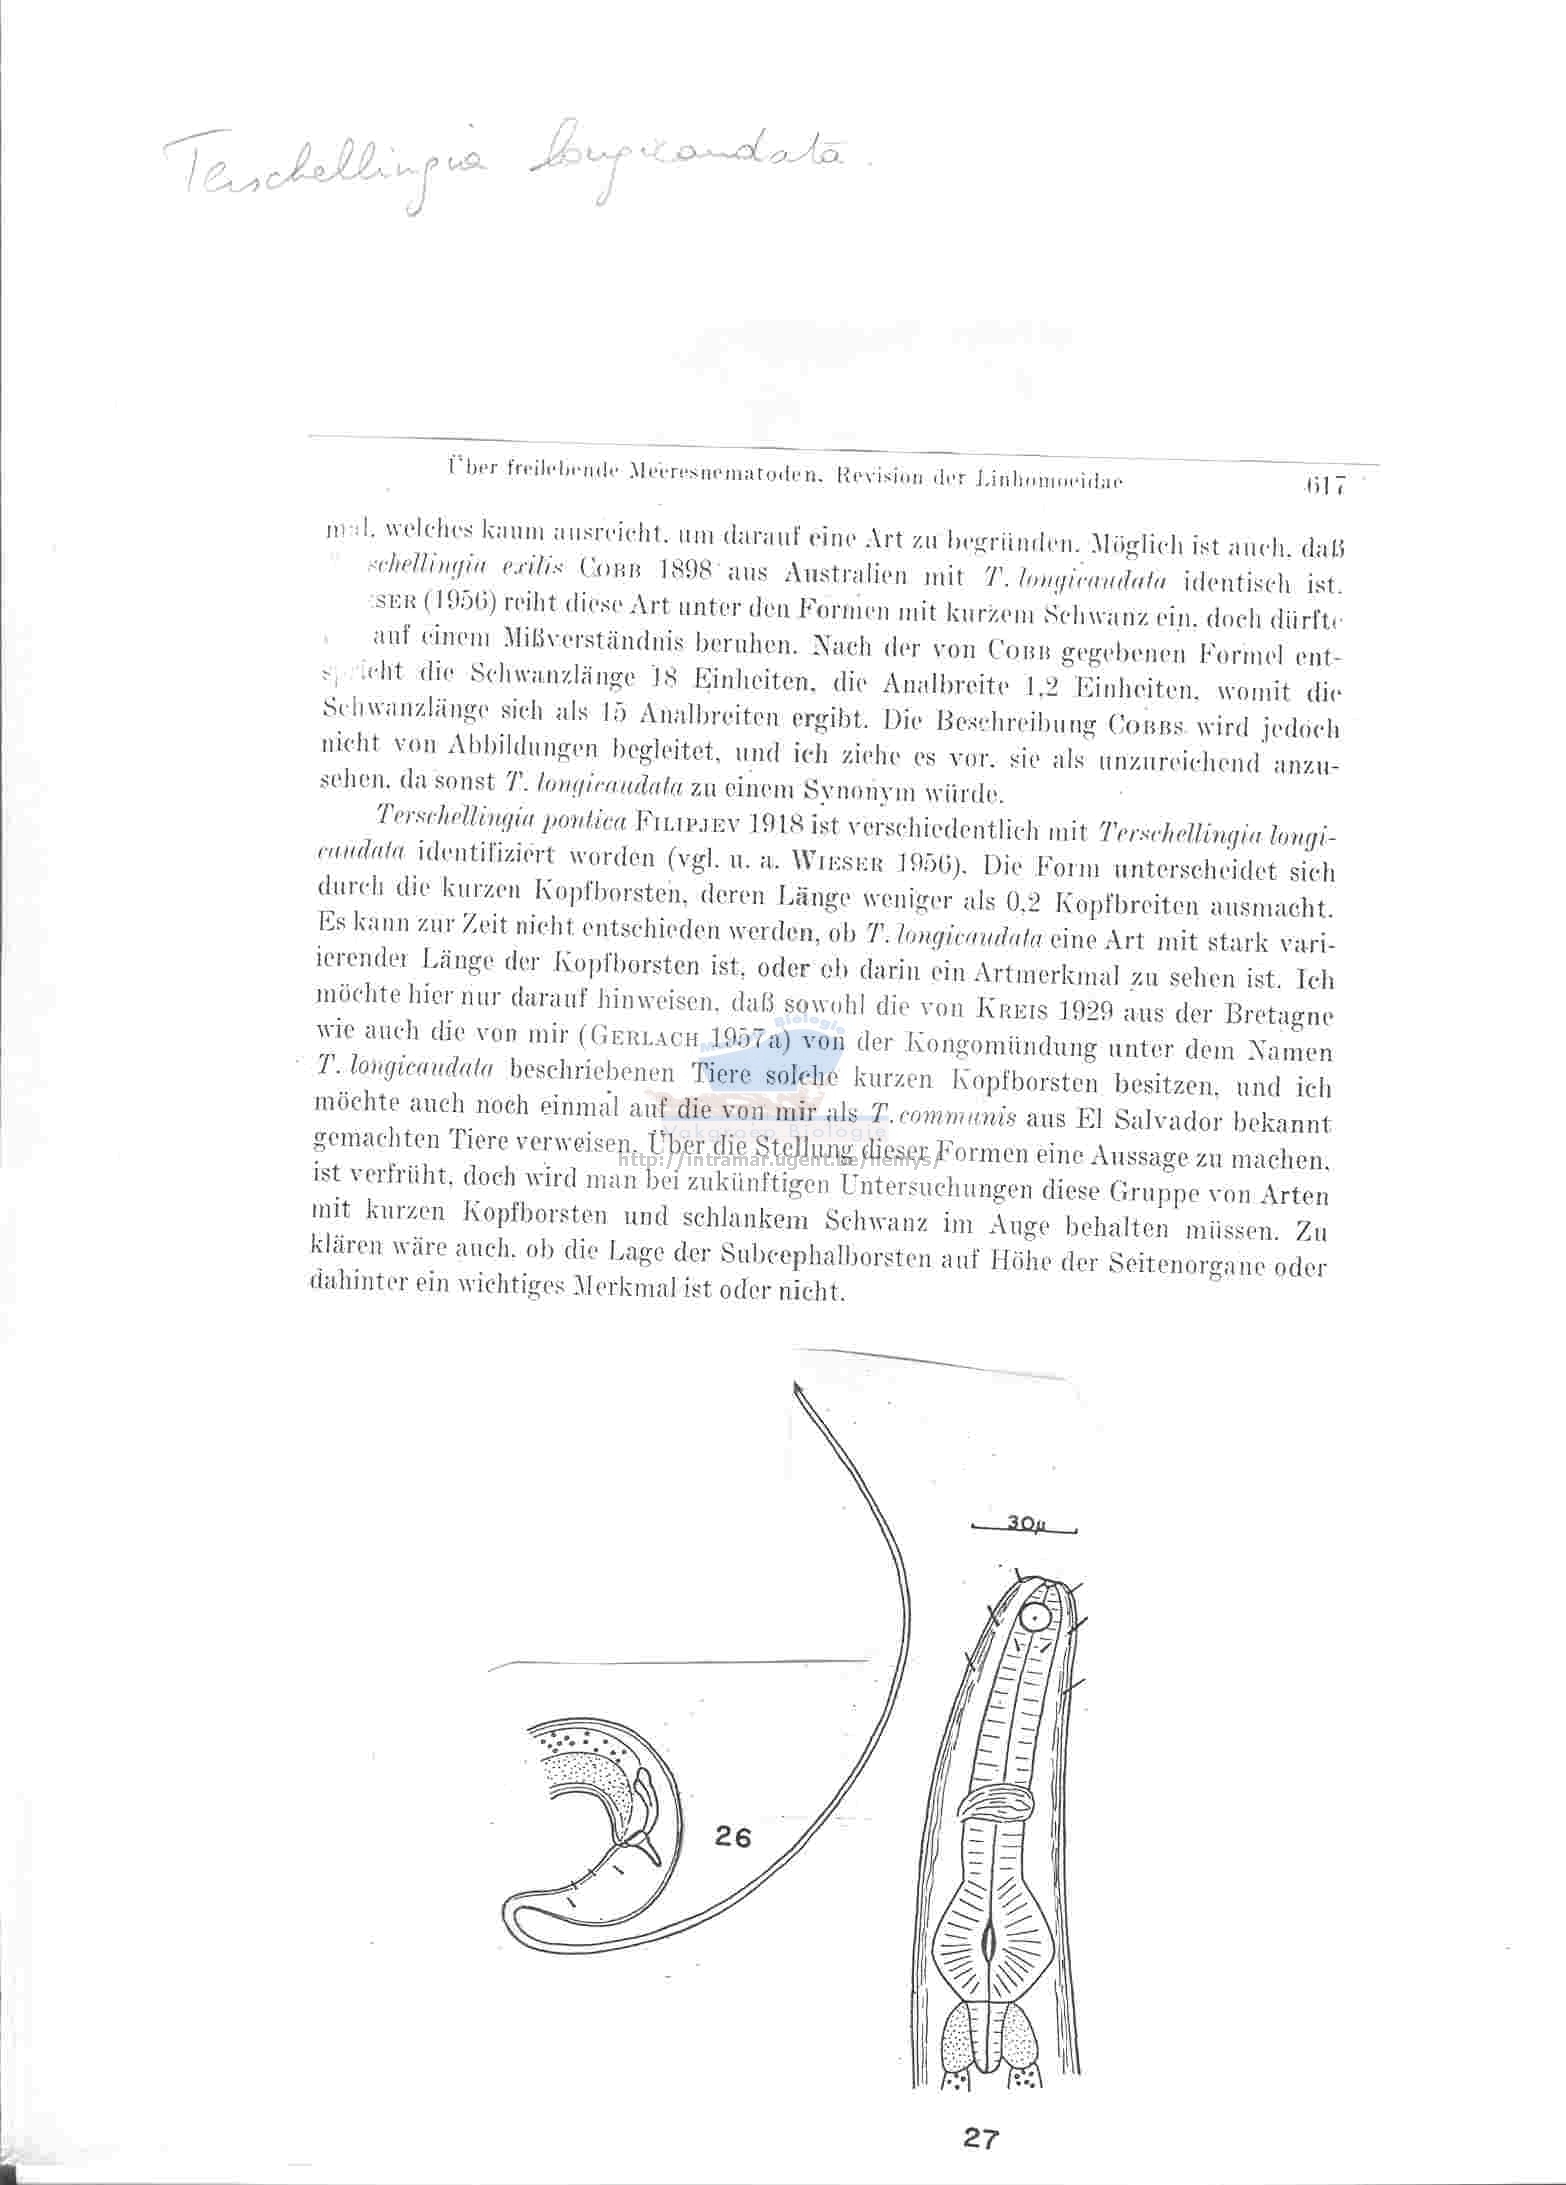 Terschellingia longicaudata.
Über freilebende Meeresnematoden. Revision der Linhomoeidae 617
mal, welches kaum ausreicht, um darauf eine Art zu begründen. Möglich ist auch, daß
schellingia exilis COBB 1898 aus Australien mit T. longicaudata identisch ist.
SER (1956) reiht diese Art unter den Formen mit kurzem Schwanz ein, doch dürfte
auf einem Mißverständnis beruhen. Nach der von COBB gegebenen Formel ent-
spricht die Schwanzlänge 18 Einheiten, die Analbreite 1,2 Einheiten, womit die
Schwanzlänge sich als 15 Analbreiten ergibt. Die Beschreibung COBBS wird jedoch
nicht von Abbildungen begleitet, und ich ziehe es vor, sie als unzureichend anzu-
sehen, da sonst T. longicaudata zu einem Synonym würde.
Terschellingia pontica FILIPJEV 1918 ist verschiedentlich mit Terschellingia longi-
caudata identifiziert worden (vgl. u. a. WIESER 1956). Die Form unterscheidet sich
durch die kurzen Kopfborsten, deren Länge weniger als 0,2 Kopfbreiten ausmacht.
Es kann zur Zeit nicht entschieden werden, ob T. longicaudata eine Art mit stark vari-
ierender Länge der Kopfborsten ist, oder ob darin ein Artmerkmal zu sehen ist. Ich
möchte hier nur darauf hinweisen, daß sowohl die von KREIS 1929 aus der Bretagne
wie auch die von mir (GERLACH 1957a) von der Kongomündung unter dem Namen
T. longicaudata beschriebenen Tiere solche kurzen Kopfborsten besitzen, und ich
möchte auch noch einmal auf die von mir als T. communis aus El Salvador bekannt
gemachten Tiere verweisen. Über die Stellung dieser Formen eine Aussage zu machen,
ist verfrüht, doch wird man bei zukünftigen Untersuchungen diese Gruppe von Arten
mit kurzen Kopfborsten und schlankem Schwanz im Auge behalten müssen. Zu
klären wäre auch, ob die Lage der Subcephalborsten auf Höhe der Seitenorgane oder
dahinter ein wichtiges Merkmal ist oder nicht.
Biologie
Vakgroep Biologie
http://intramar.ugent.be/nemys/
30µ
26
27